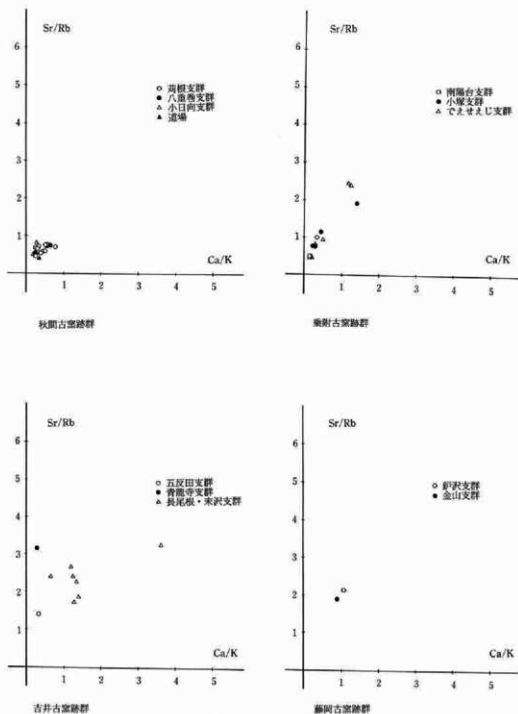 Sr/Rb
6
5
4
3
2
1
○ 苅根支群
● 八重巻支群
△ 小日向支群
▲ 道場
Ca/K
1 2 3 4 5
秋間古窯跡群
Sr/Rb
6
5
4
3
2
1
○ 南陽台支群
● 小塚支群
△ でえせえじ支群
Ca/K
1 2 3 4 5
乗附古窯跡群
Sr/Rb
6
5
4
3
2
1
○ 五反田支群
● 青龍寺支群
△ 長尾根・末沢支群
Ca/K
1 2 3 4 5
吉井古窯跡群
Sr/Rb
6
5
4
3
2
1
○ 鈩沢支群
● 金山支群
Ca/K
1 2 3 4 5
藤岡古窯跡群